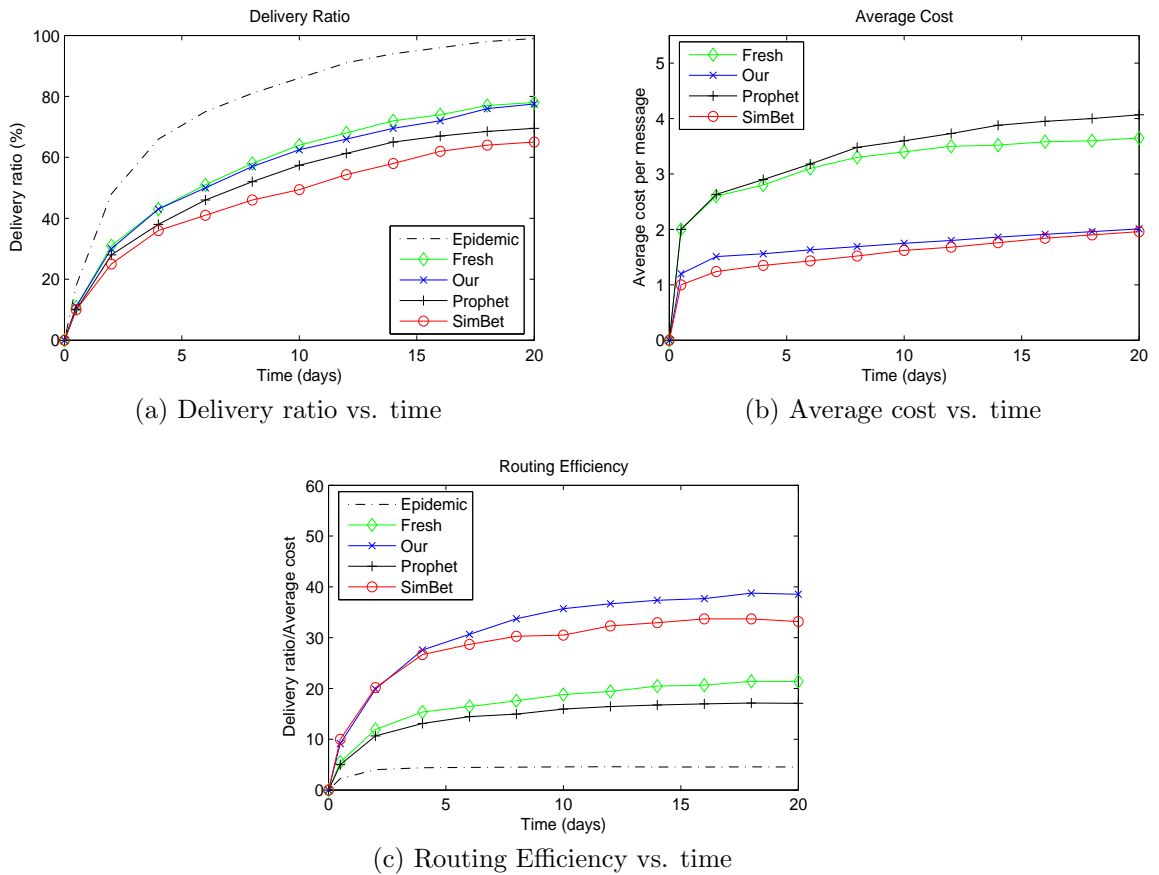 Delivery Ratio
100
80
60
40
20
0
Delivery ratio (%)
Epidemic
Fresh
Our
Prophet
SimBet
0 5 10 15 20
Time (days)
(a) Delivery ratio vs. time
Average Cost
5
4
3
2
1
0
Average cost per message
Fresh
Our
Prophet
SimBet
0 5 10 15 20
Time (days)
(b) Average cost vs. time
Routing Efficiency
60
50
40
30
20
10
0
Delivery ratio/Average cost
Epidemic
Fresh
Our
Prophet
SimBet
0 5 10 15 20
Time (days)
(c) Routing Efficiency vs. time